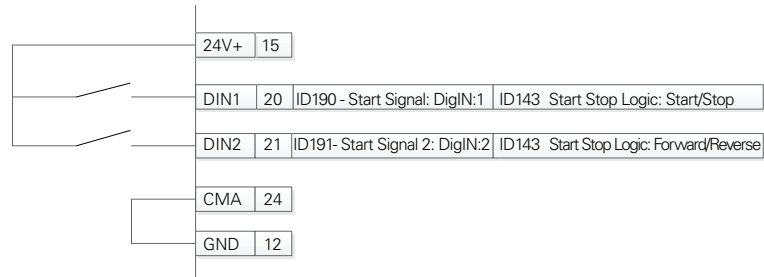 24V+ 15
DIN1 20 ID190 - Start Signal: DigIN:1 ID143 Start Stop Logic: Start/Stop
DIN2 21 ID191- Start Signal 2: DigIN:2 ID143 Start Stop Logic: Forward/Reverse
CMA 24
GND 12